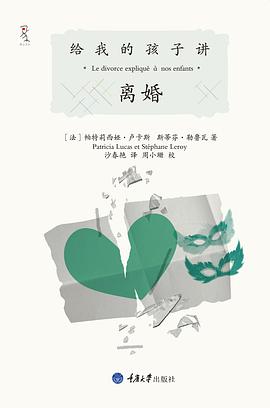 给我的孩子讲
• Le divorce expliqué à nos enfants •
离婚
［法］帕特莉西娅·卢卡斯 斯蒂芬·勒鲁瓦 著
Patricia Lucas et Stéphane Leroy
沙春艳 译 周小珊 校
重庆大学出版社